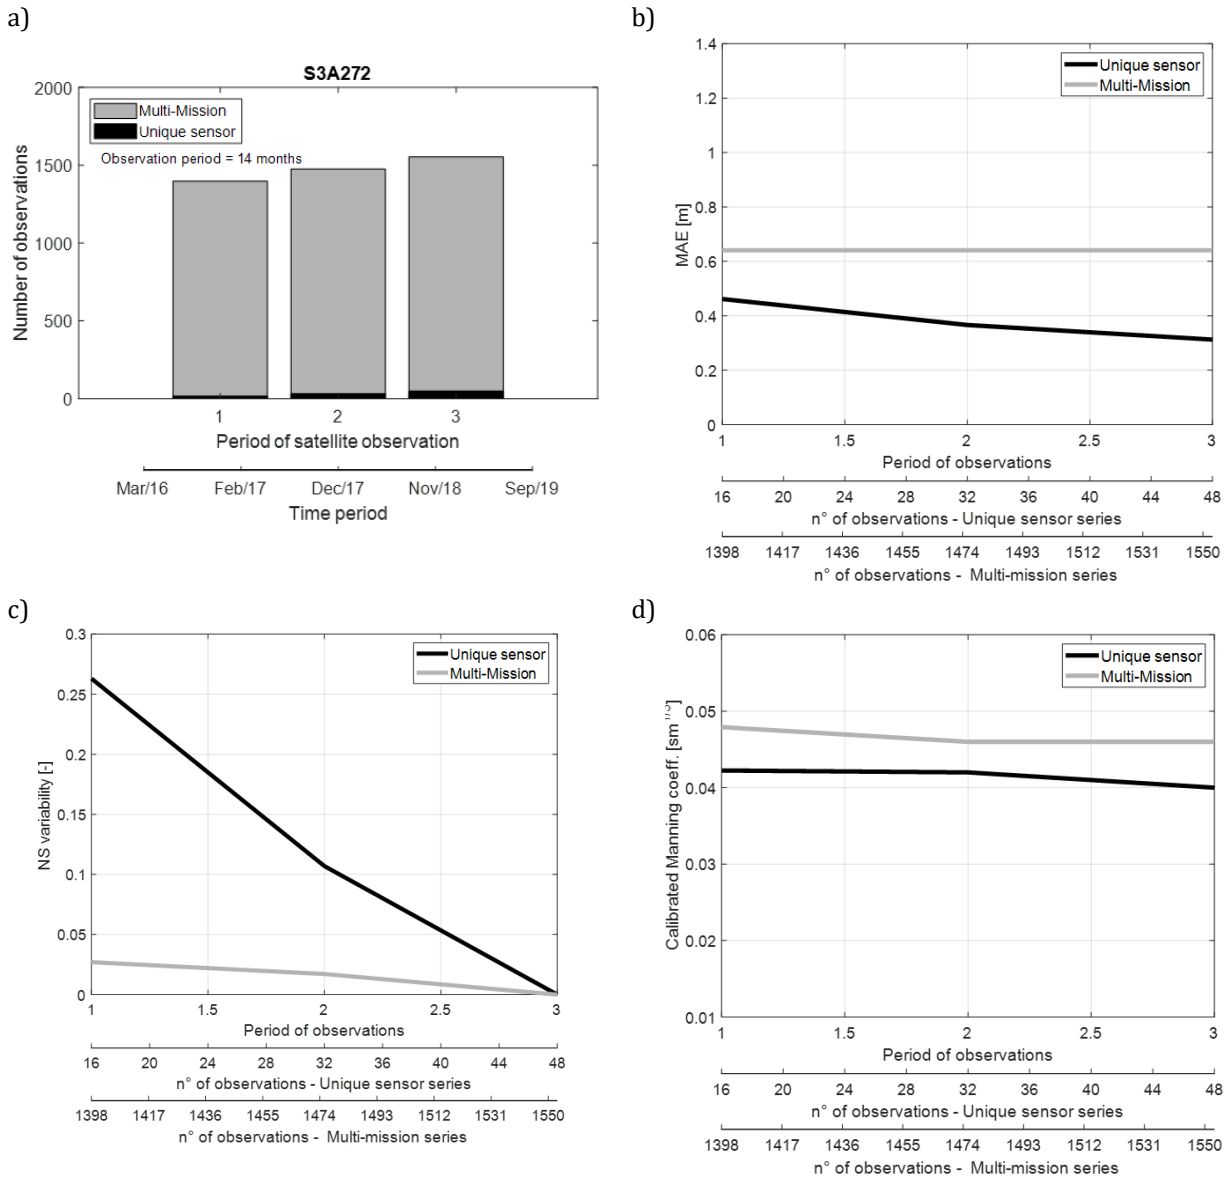 a)
S3A272
2000
1500
1000
500
0
Number of observations
Multi-Mission
Unique sensor
Observation period = 14 months
1 2 3
Period of satellite observation
Mar/16 Feb/17 Dec/17 Nov/18 Sep/19
Time period
b)
1.4
1.2
1
0.8
0.6
0.4
0.2
0
MAE [m]
Unique sensor
Multi-Mission
1 1.5 2 2.5 3
Period of observations
16 20 24 28 32 36 40 44 48
n° of observations - Unique sensor series
1398 1417 1436 1455 1474 1493 1512 1531 1550
n° of observations - Multi-mission series
c)
0.3
0.25
0.2
0.15
0.1
0.05
0
NS variability [-]
Unique sensor
Multi-Mission
1 1.5 2 2.5 3
Period of observations
16 20 24 28 32 36 40 44 48
n° of observations - Unique sensor series
1398 1417 1436 1455 1474 1493 1512 1531 1550
n° of observations - Multi-mission series
d)
0.06
0.05
0.04
0.03
0.02
0.01
Calibrated Manning coeff. [sm
Unique sensor
Multi-Mission
1 1.5 2 2.5 3
Period of observations
16 20 24 28 32 36 40 44 48
n° of observations - Unique sensor series
1398 1417 1436 1455 1474 1493 1512 1531 1550
n° of observations - Multi-mission series